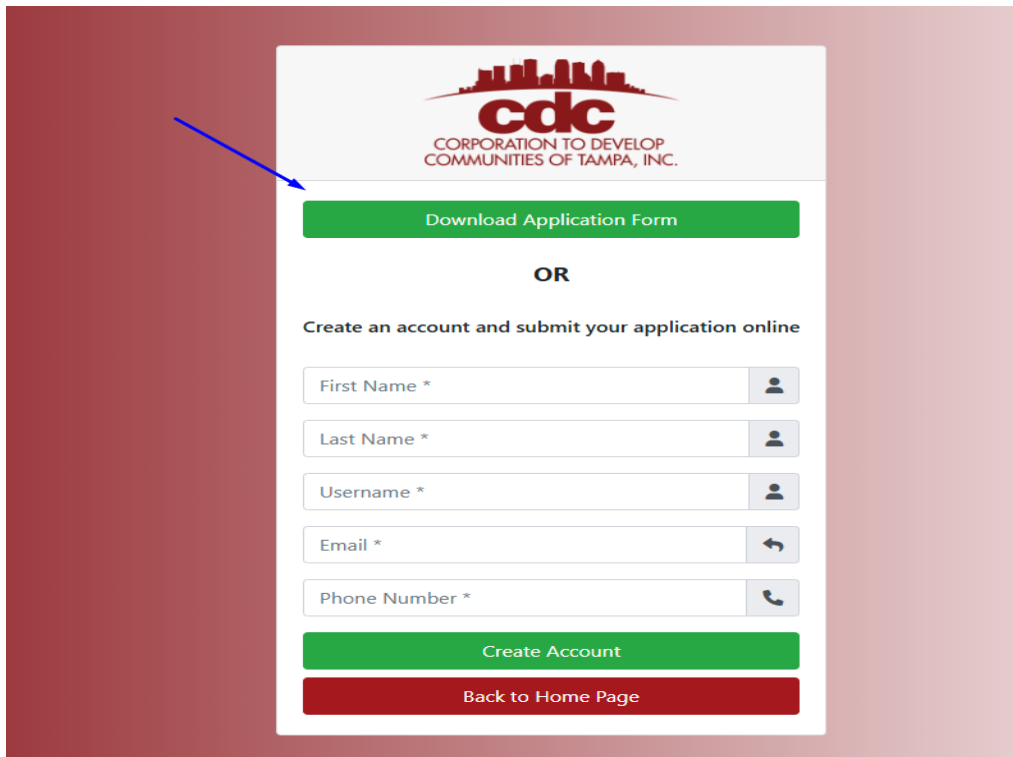 cdc
CORPORATION TO DEVELOP
COMMUNITIES OF TAMPA, INC.
Download Application Form
OR
Create an account and submit your application online
First Name *
Last Name *
Username *
Email *
Phone Number *
Create Account
Back to Home Page